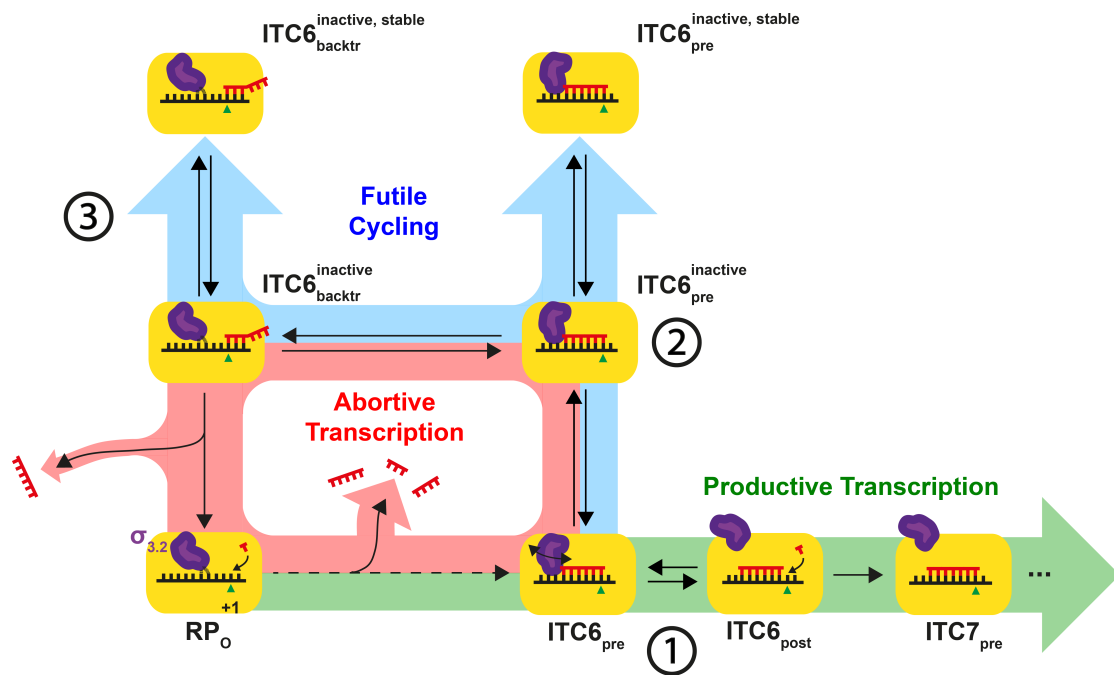 ITC6 inactive, stable backtr
ITC6 inactive, stable pre
3
Futile
Cycling
ITC6 inactive backtr
ITC6 inactive pre
2
Abortive
Transcription
Productive Transcription
σ3.2
+1
RPO
ITC6pre
1
ITC6post
ITC7pre
...